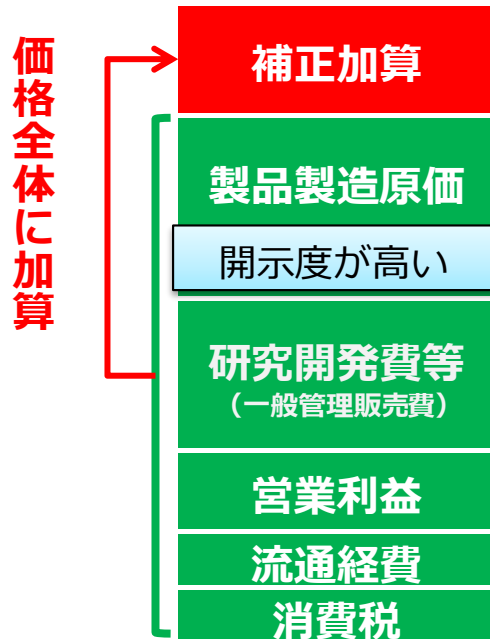 価格全体に加算
補正加算
製品製造原価
開示度が高い
研究開発費等
（一般管理販売費）
営業利益
流通経費
消費税